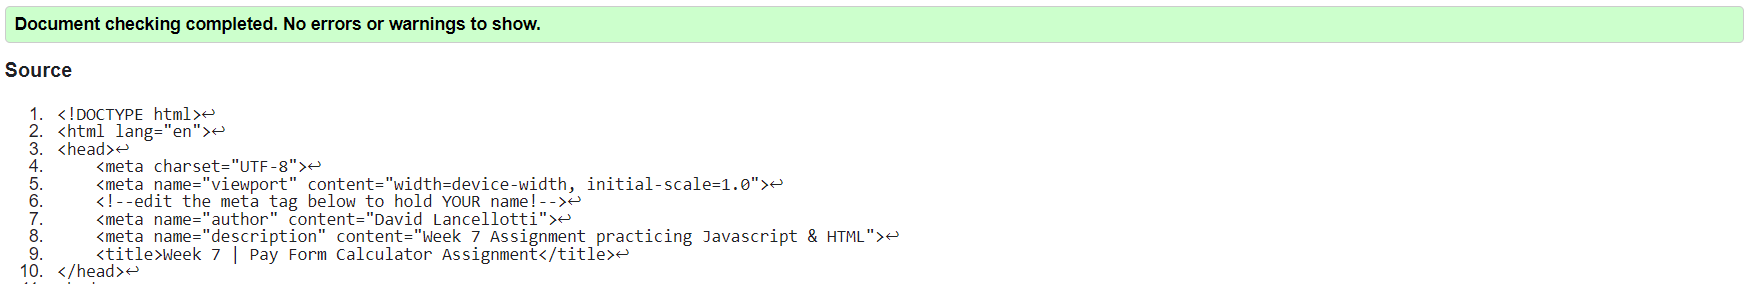 Document checking completed. No errors or warnings to show.
Source
1. <!DOCTYPE html>↩
2. <html lang="en">↩
3. <head>↩
4.     <meta charset="UTF-8">↩
5.     <meta name="viewport" content="width=device-width, initial-scale=1.0">↩
6.     <!--edit the meta tag below to hold YOUR name!-->↩
7.     <meta name="author" content="David Lancellotti">↩
8.     <meta name="description" content="Week 7 Assignment practicing Javascript & HTML">↩
9.     <title>Week 7 | Pay Form Calculator Assignment</title>↩
10. </head>↩